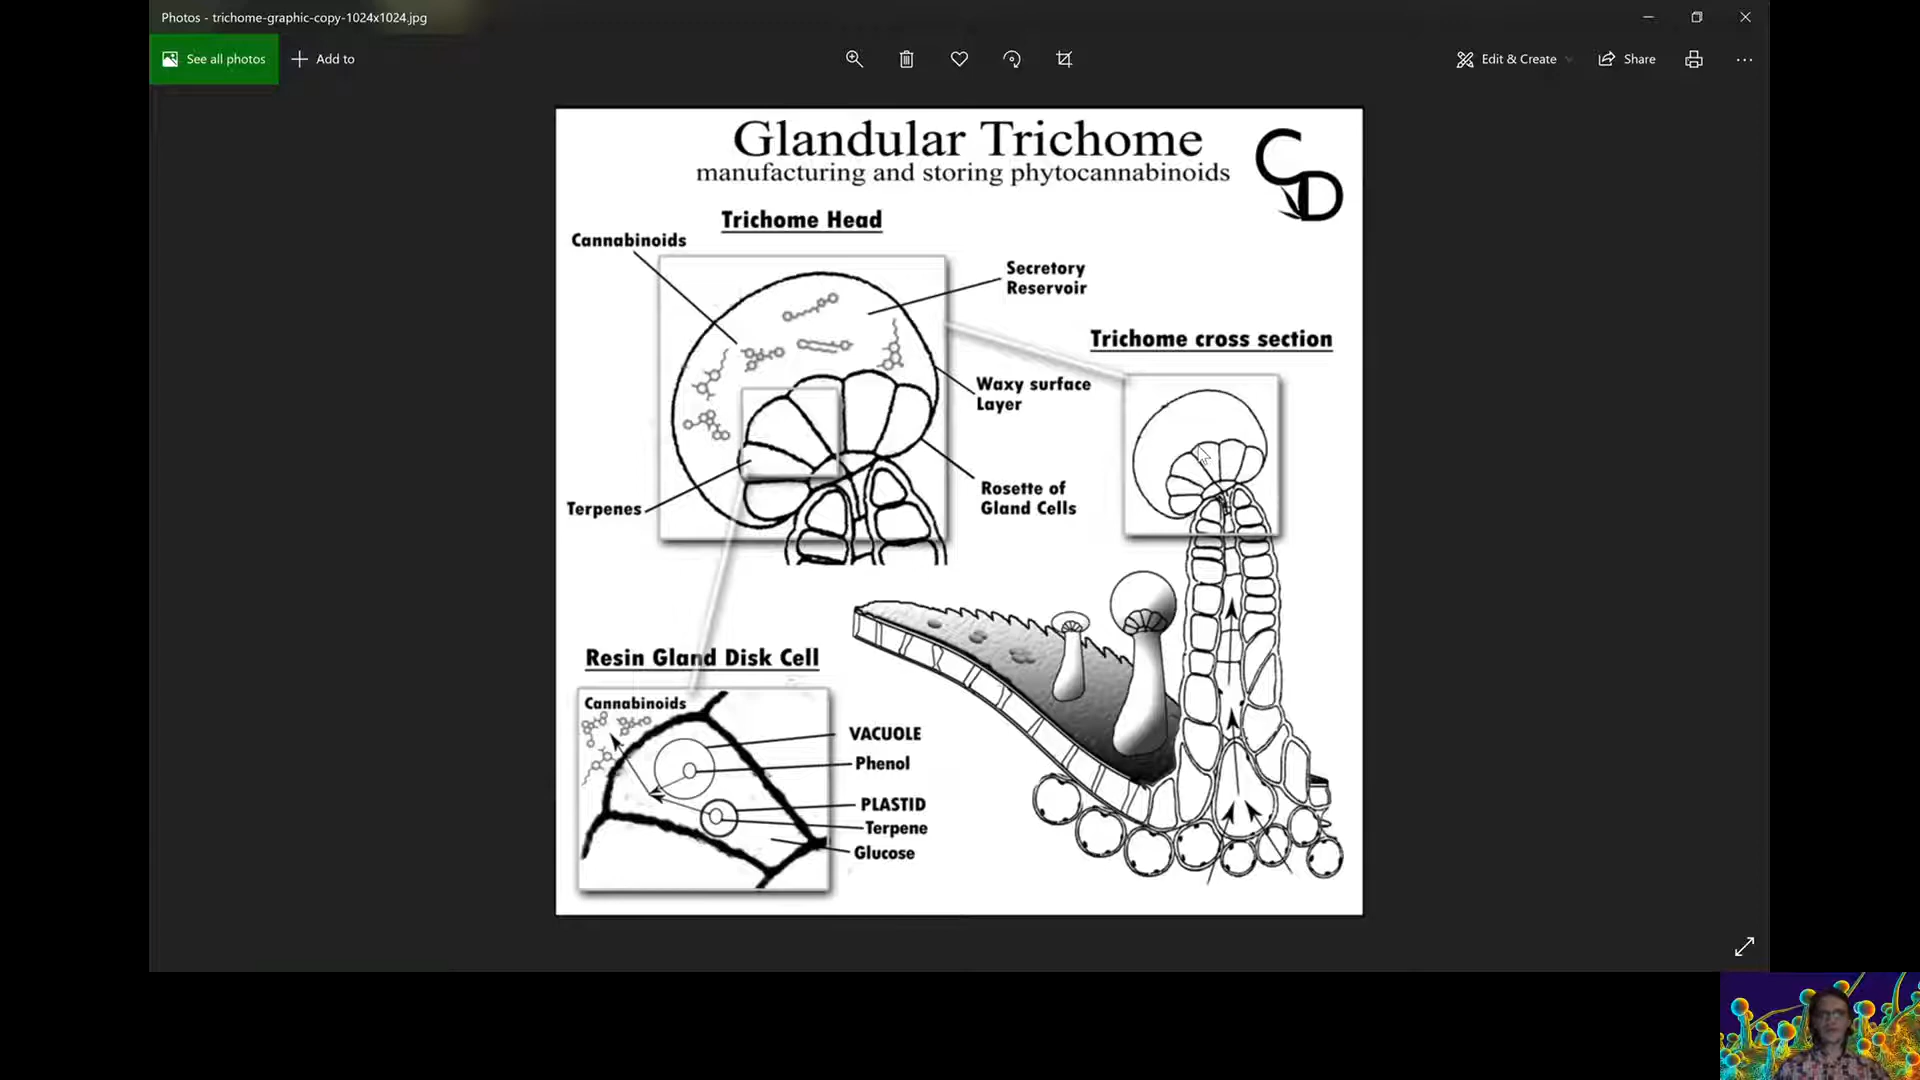 Photos - trichome-graphic-copy-1024x1024.jpg
See all photos
Add to
Edit & Create
Share
Glandular Trichome
manufacturing and storing phytocannabinoids
CD
Trichome Head
Cannabinoids
Secretory
Reservoir
Trichome cross section
Waxy surface
Layer
Rosette of
Gland Cells
Terpenes
Resin Gland Disk Cell
Cannabinoids
VACUOLE
Phenol
PLASTID
Terpene
Glucose